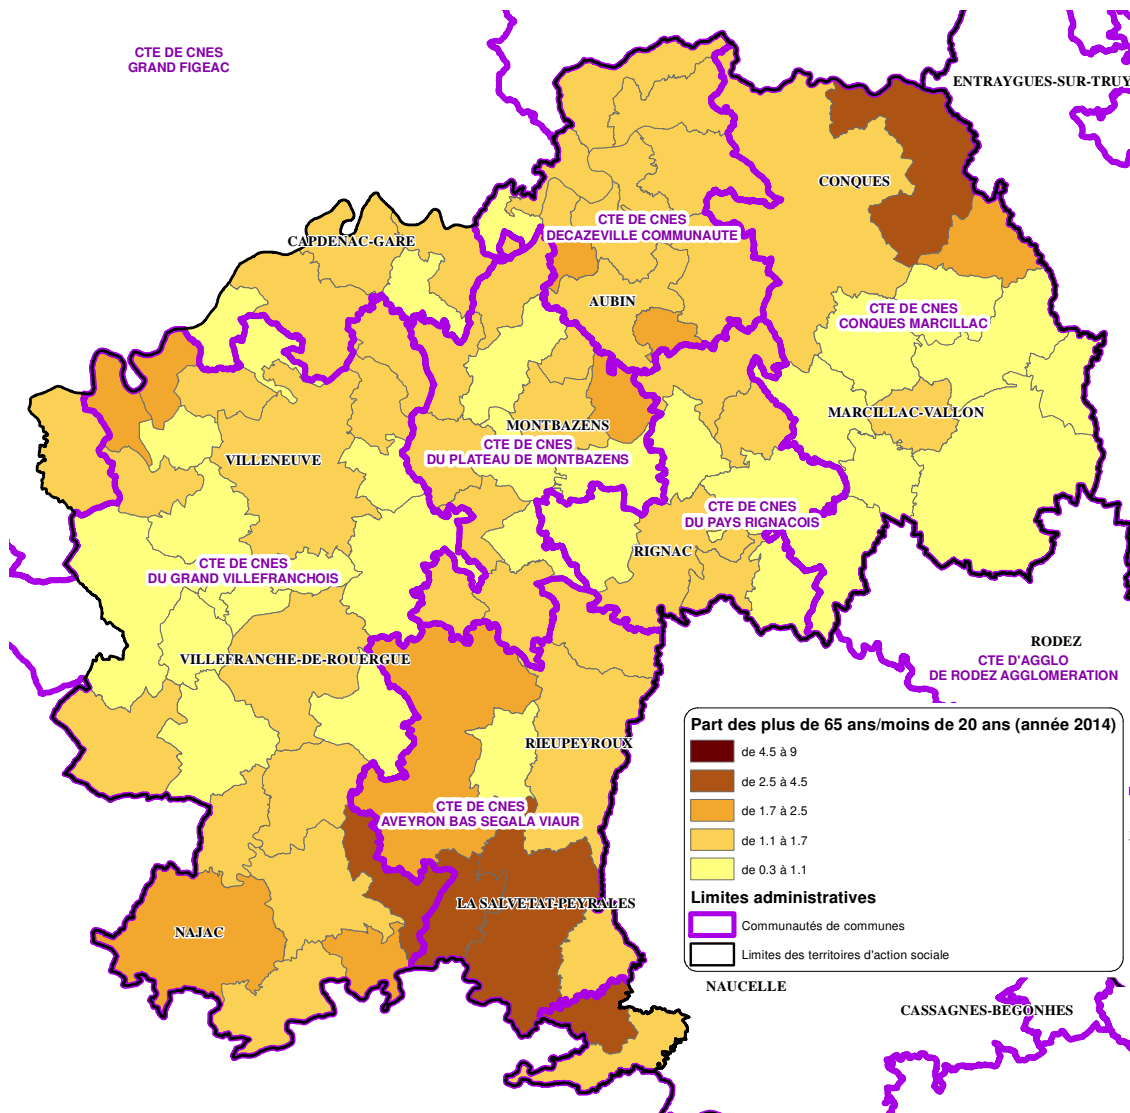 CTE DE CNES
GRAND FIGEAC
ENTRAYGUES-SUR-TRUY
CONQUES
CTE DE CNES
DECAZEVILLE COMMUNAUTE
CAPDENAC-GARE
AUBIN
CTE DE CNES
CONQUES MARCILLAC
MARCILLAC-VALLON
MONTBAZENS
CTE DE CNES
DU PLATEAU DE MONTBAZENS
VILLENEUVE
CTE DE CNES
DU PAYS RIGNACOIS
RIGNAC
CTE DE CNES
DU GRAND VILLEFRANCHOIS
VILLEFRANCHE-DE-ROUERGUE
RODEZ
CTE D'AGGLO
DE RODEZ AGGLOMERATION
RIEUPEYROUX
CTE DE CNES
AVEYRON BAS SEGALA VIAUR
LA SALVETAT-PEYRALES
NAJAC
Part des plus de 65 ans/moins de 20 ans (année 2014)
de 4.5 à 9
de 2.5 à 4.5
de 1.7 à 2.5
de 1.1 à 1.7
de 0.3 à 1.1
Limites administratives
Communautés de communes
Limites des territoires d'action sociale
NAUCELLE
CASSAGNES-BEGONHES